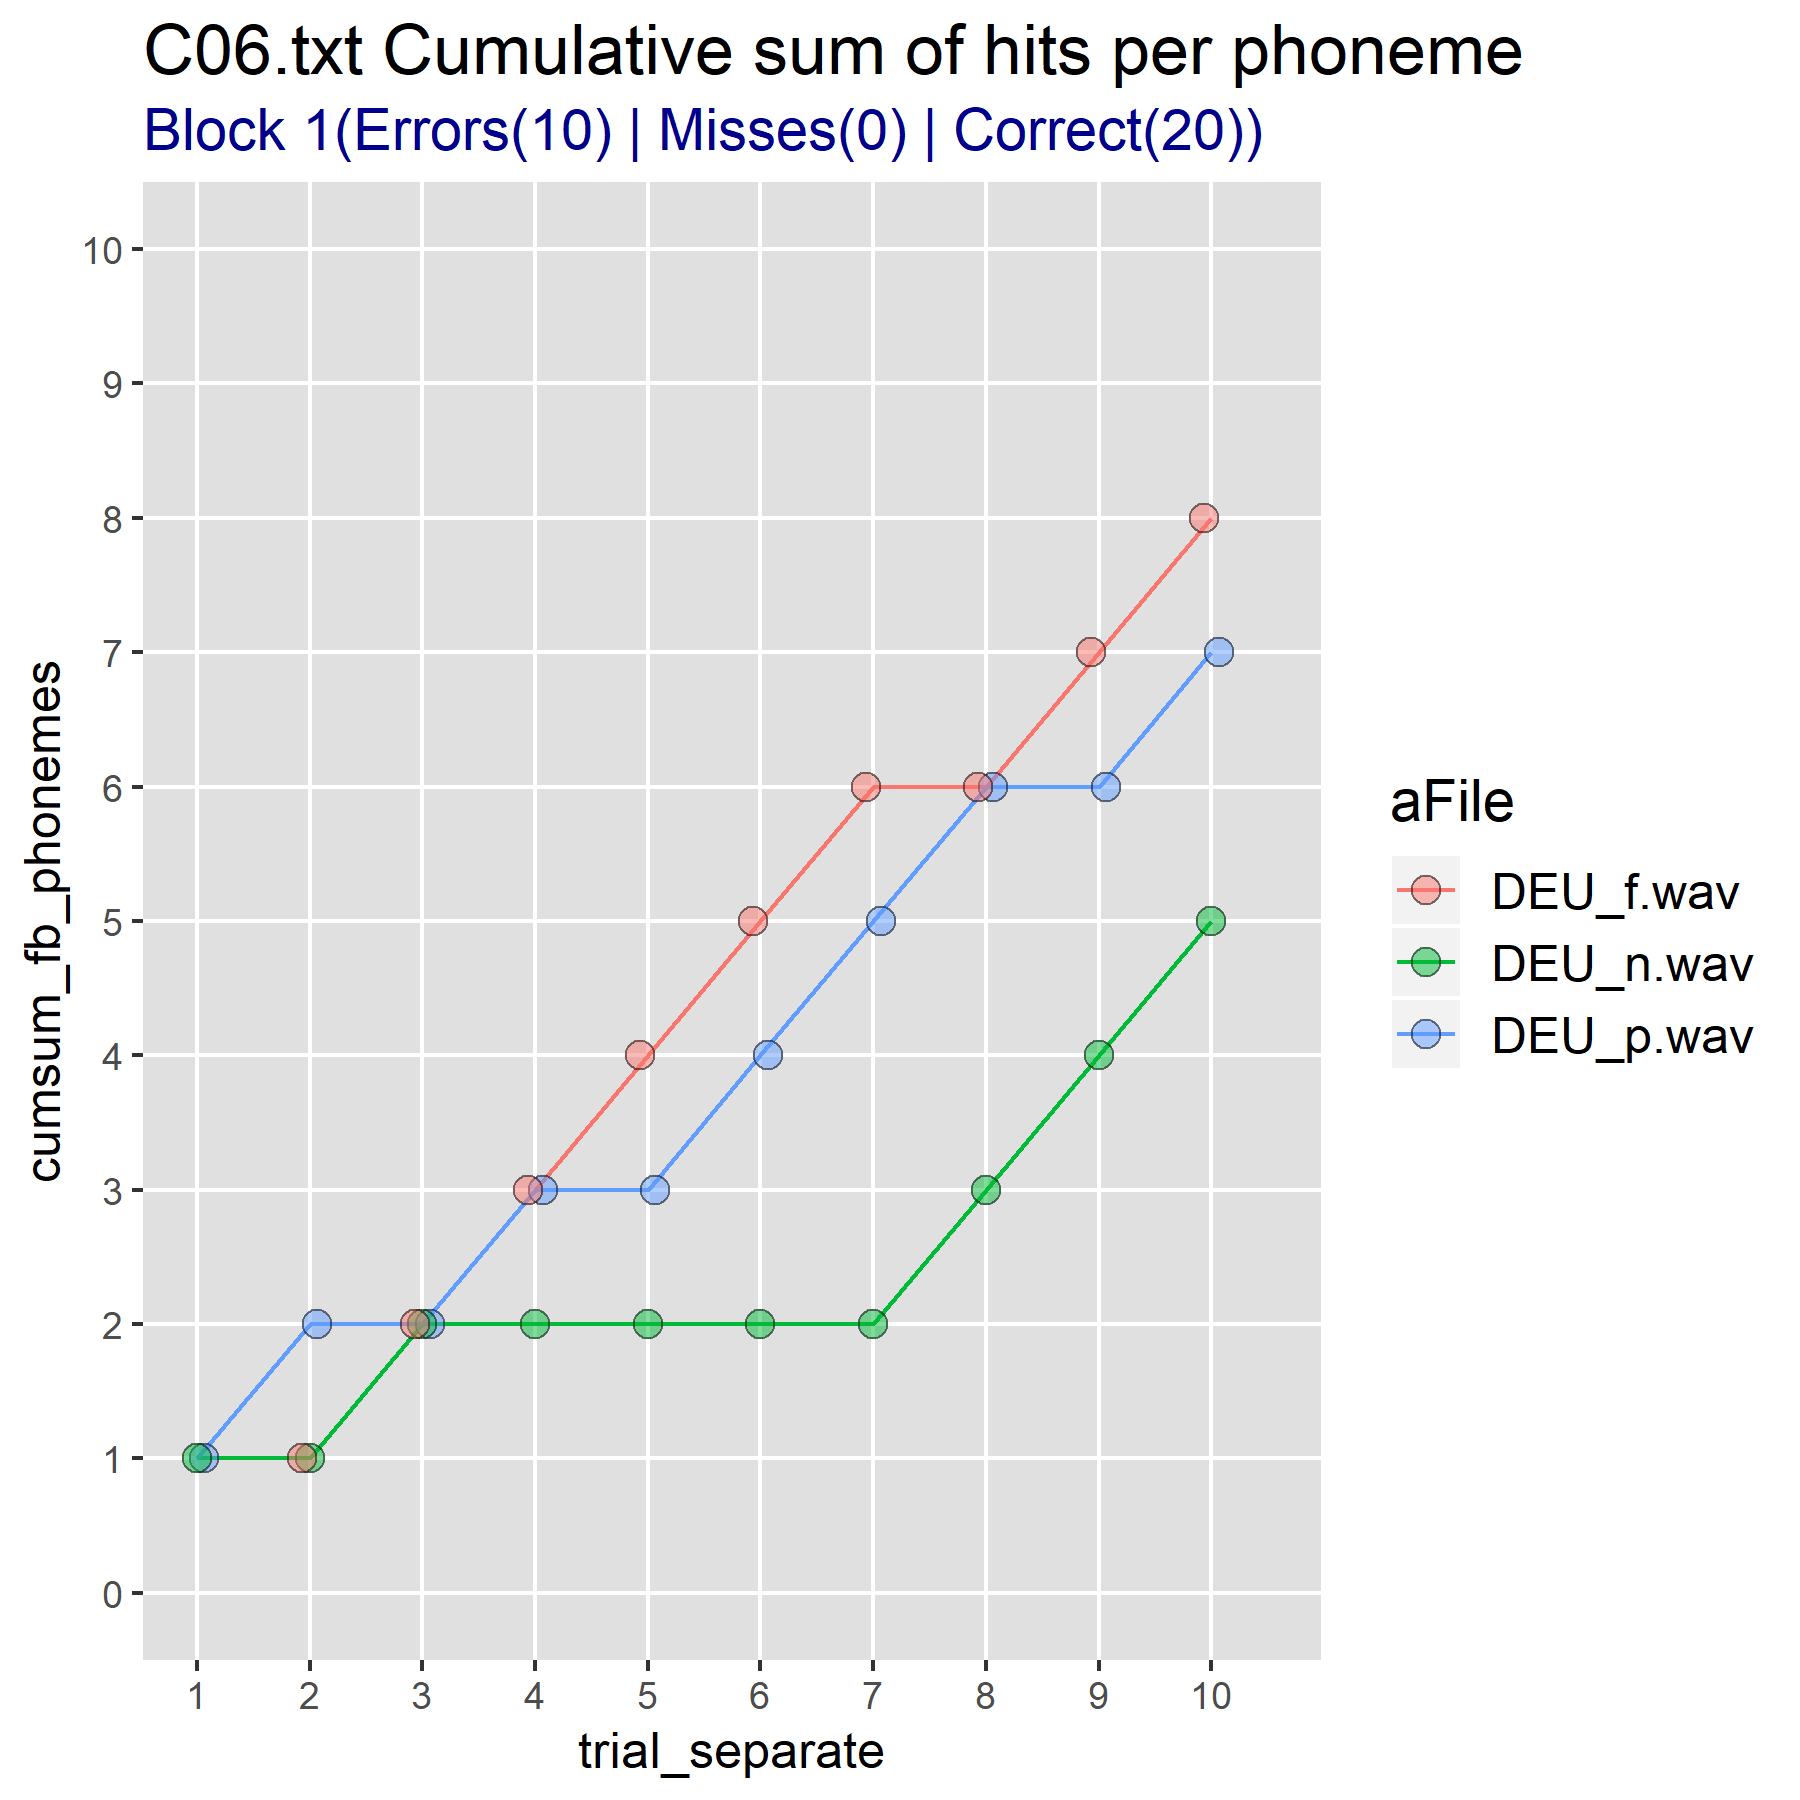 C06.txt Cumulative sum of hits per phoneme
Block 1(Errors(10) | Misses(0) | Correct(20))
cumsum_fb_phonemes
10
9
8
7
6
5
4
3
2
1
0
1 2 3 4 5 6 7 8 9 10
trial_separate
aFile
DEU_f.wav
DEU_n.wav
DEU_p.wav